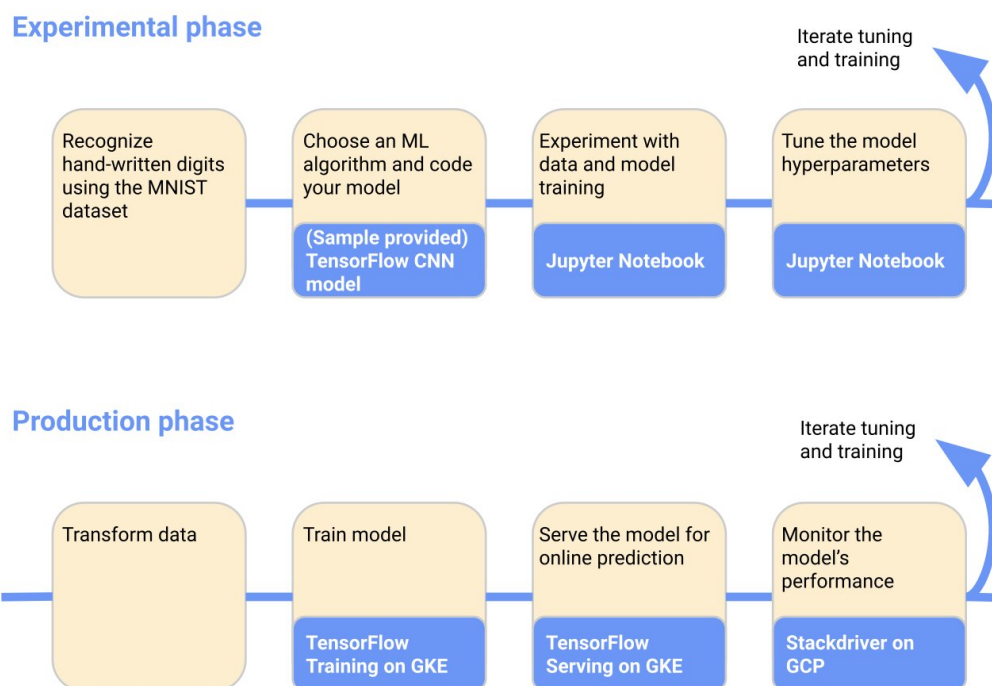 Experimental phase
Iterate tuning
and training
Recognize
hand-written digits
using the MNIST
dataset
Choose an ML
algorithm and code
your model
(Sample provided)
TensorFlow CNN
model
Experiment with
data and model
training
Jupyter Notebook
Tune the model
hyperparameters
Jupyter Notebook
Production phase
Iterate tuning
and training
Transform data
Train model
TensorFlow
Training on GKE
Serve the model for
online prediction
TensorFlow
Serving on GKE
Monitor the
model's
performance
Stackdriver on
GCP